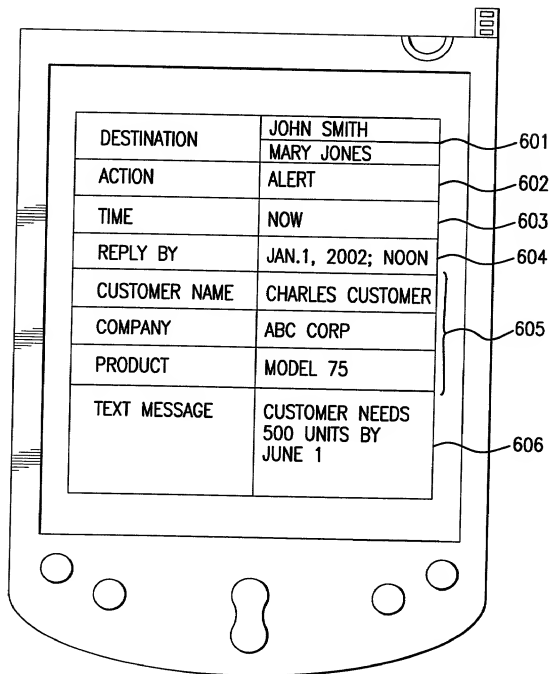 DESTINATION JOHN SMITH
MARY JONES
601
ACTION ALERT
602
TIME NOW
603
REPLY BY JAN.1, 2002; NOON
604
CUSTOMER NAME CHARLES CUSTOMER
COMPANY ABC CORP
605
PRODUCT MODEL 75
TEXT MESSAGE CUSTOMER NEEDS
500 UNITS BY
606
JUNE 1